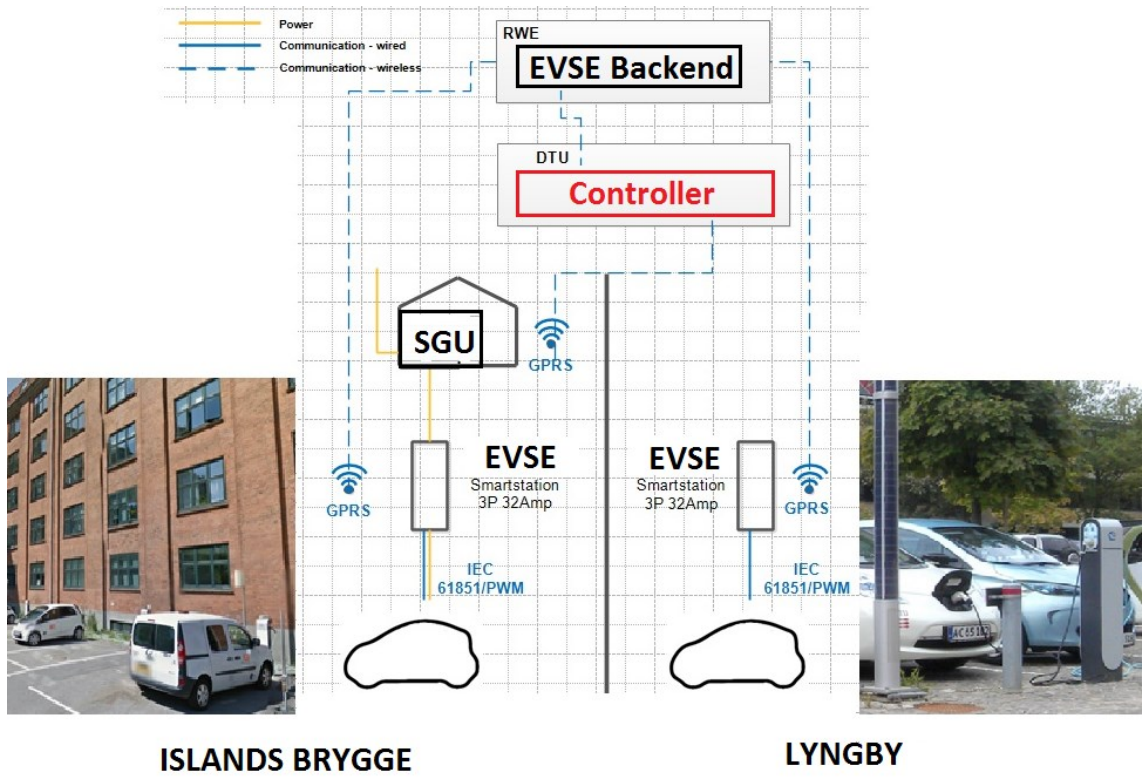 Power
Communication - wired
Communication - wireless
RWE
EVSE Backend
DTU
Controller
SGU
GPRS
EVSE
Smartstation
3P 32Amp
GPRS
IEC
61851/PWM
EVSE
Smartstation
3P 32Amp
GPRS
IEC
61851/PWM
ISLANDS BRYGGE
LYNGBY